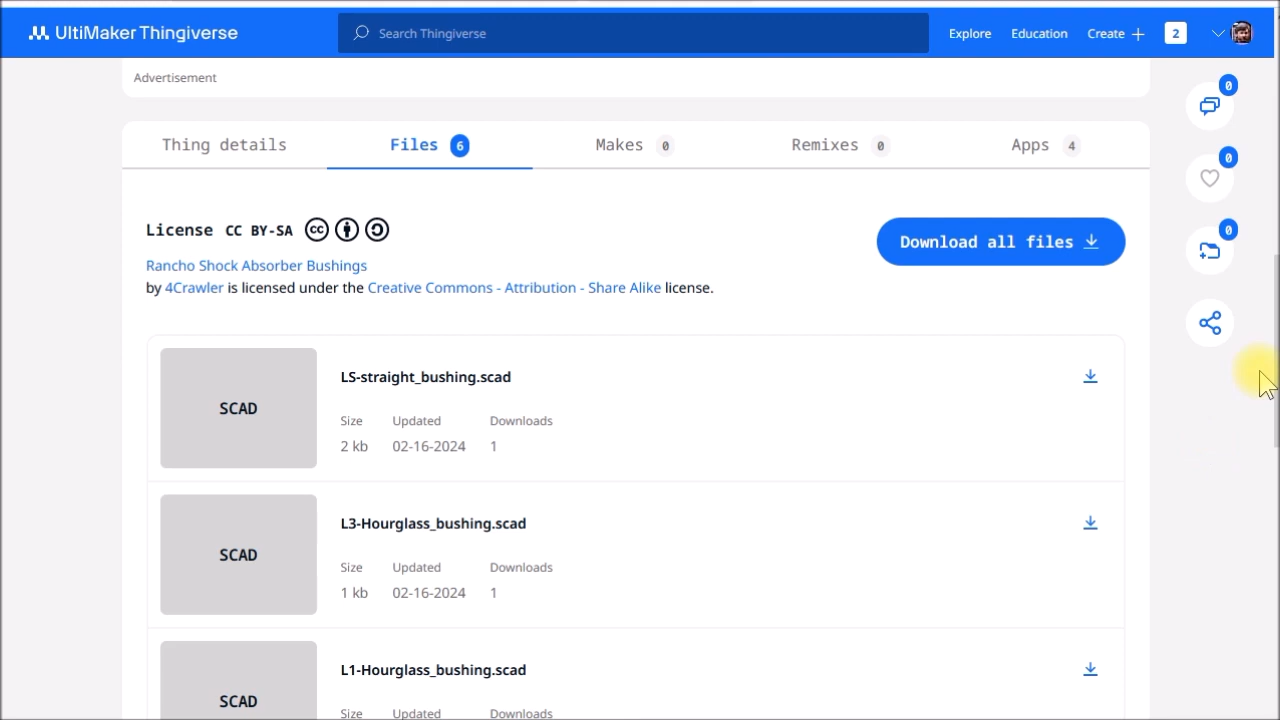 UltiMaker Thingiverse
Search Thingiverse
Explore
Education
Create
2
Advertisement
0
Thing details
Files 6
Makes 0
Remixes 0
Apps 4
0
License CC BY-SA
cc
Download all files
0
Rancho Shock Absorber Bushings
by 4Crawler is licensed under the Creative Commons - Attribution - Share Alike license.
SCAD
LS-straight_bushing.scad
Size Updated Downloads
2 kb 02-16-2024 1
SCAD
L3-Hourglass_bushing.scad
Size Updated Downloads
1 kb 02-16-2024 1
SCAD
L1-Hourglass_bushing.scad
Size Updated Downloads